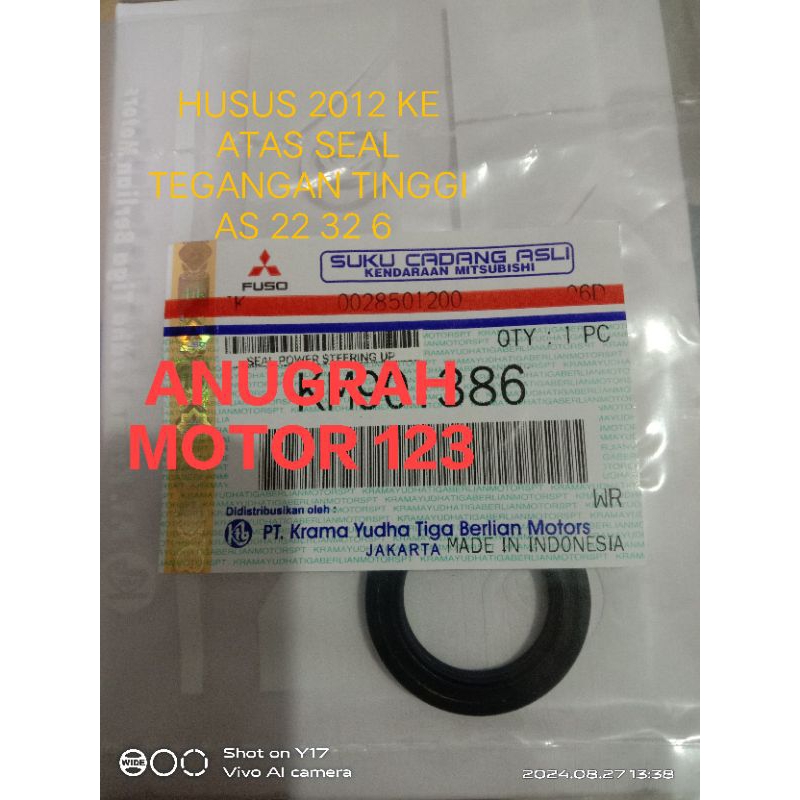 HUSUS 2012 KE
ATAS SEAL
TEGANGAN TINGGI
AS 22 32 6
FUSO
SUKU CADANG ASLI
KENDARAAN MITSUBISHI
0028501200
QTY : 1 PC
SEAL POWER STEERING UP
386
ANUGRAH
MOTOR 123
WR
Didistribusikan oleh :
PT. Krama Yudha Tiga Berlian Motors
JAKARTA MADE IN INDONESIA
WIDE
Shot on Y17
Vivo AI camera
2024.08.27 13:38